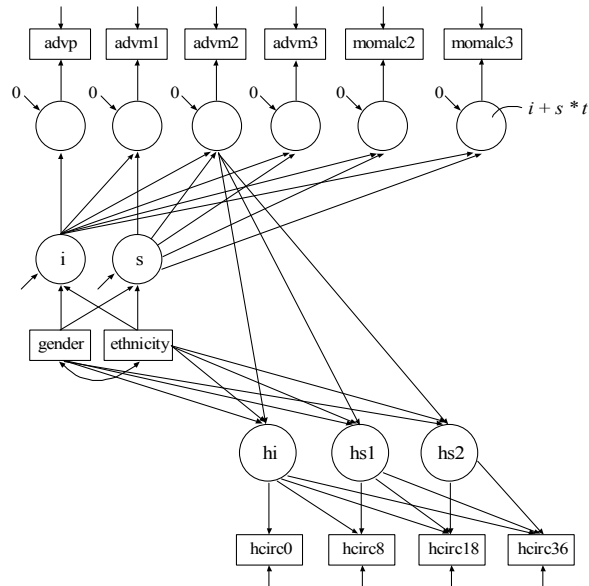 advp advm1 advm2 advm3 momalc2 momalc3
0 0 0 0 0 0
i + s * t
i s
gender ethnicity
hi hs1 hs2
hcirc0 hcirc8 hcirc18 hcirc36